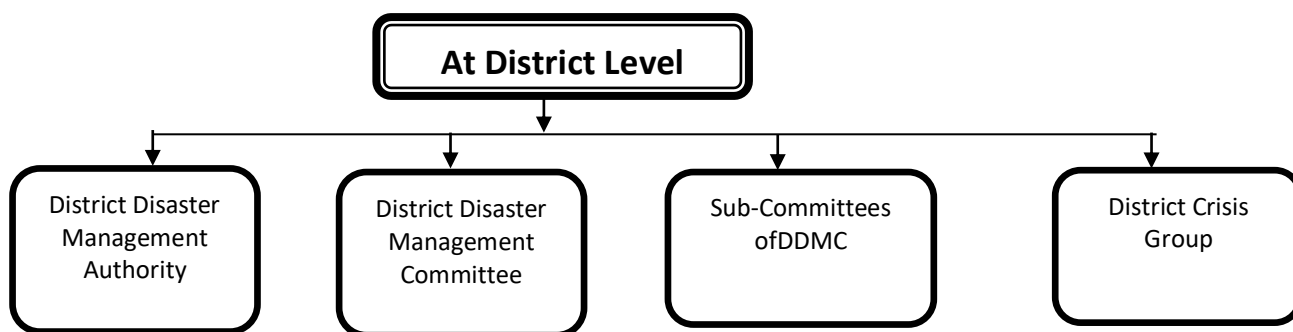 At District Level
District Disaster
Management
Authority
District Disaster
Management
Committee
Sub-Committees
ofDDMC
District Crisis
Group